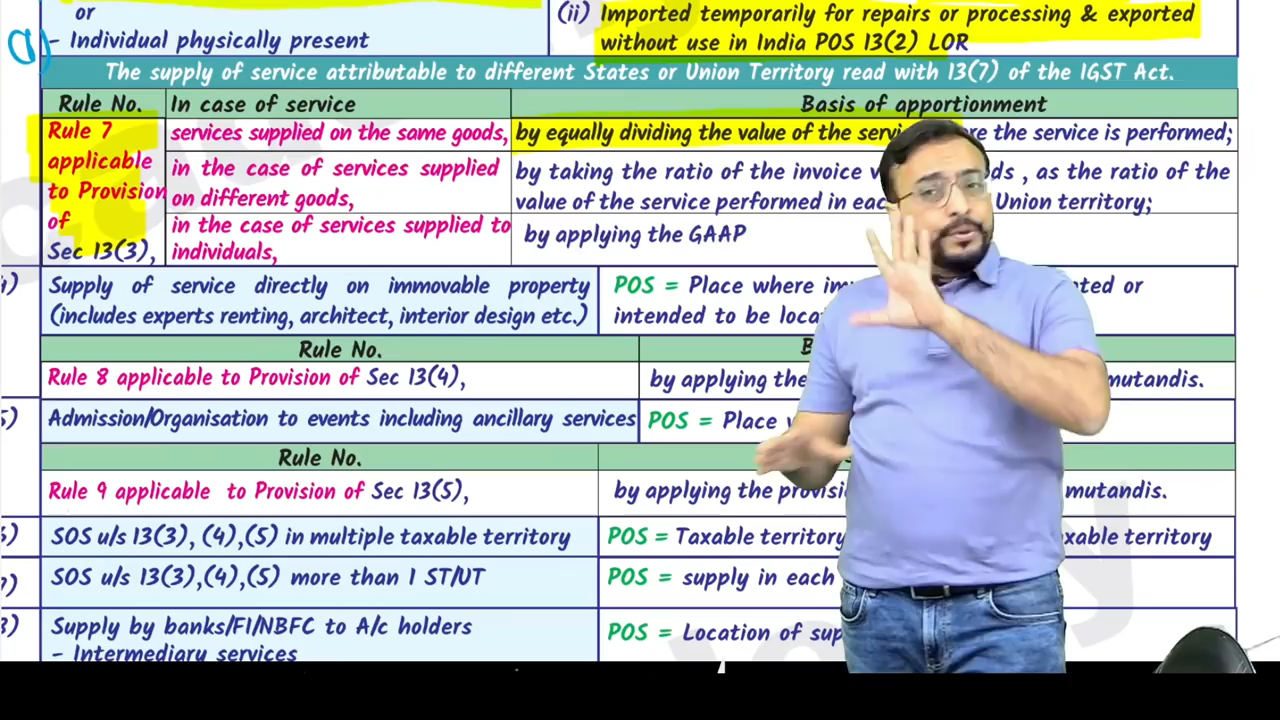 or
- Individual physically present
(ii) Imported temporarily for repairs or processing & exported
without use in India POS 13(2) LOR
a)
The supply of service attributable to different States or Union Territory read with 13(7) of the IGST Act.
Rule No. In case of service Basis of apportionment
Rule 7
applicable
to Provision
of
Sec 13(3),
services supplied on the same goods,
by equally dividing the value of the the service is performed;
in the case of services supplied
on different goods,
by taking the ratio of the invoice , as the ratio of the
value of the service performed in Union territory;
in the case of services supplied to
individuals,
by applying the GAAP
Supply of service directly on immovable property
(includes experts renting, architect, interior design etc.)
POS = Place where or
intended to be
Rule No.
Rule 8 applicable to Provision of Sec 13(4),
by applying the mutandis.
5)
Admission/Organisation to events including ancillary services
POS = Place
Rule No.
Rule 9 applicable to Provision of Sec 13(5),
by applying the mutandis.
SOS u/s 13(3), (4),(5) in multiple taxable territory
POS = Taxable territory territory
7)
SOS u/s 13(3),(4),(5) more than 1 ST/UT
POS = supply in each
Supply by banks/FI/NBFC to A/c holders
- Intermediary services
POS = Location of